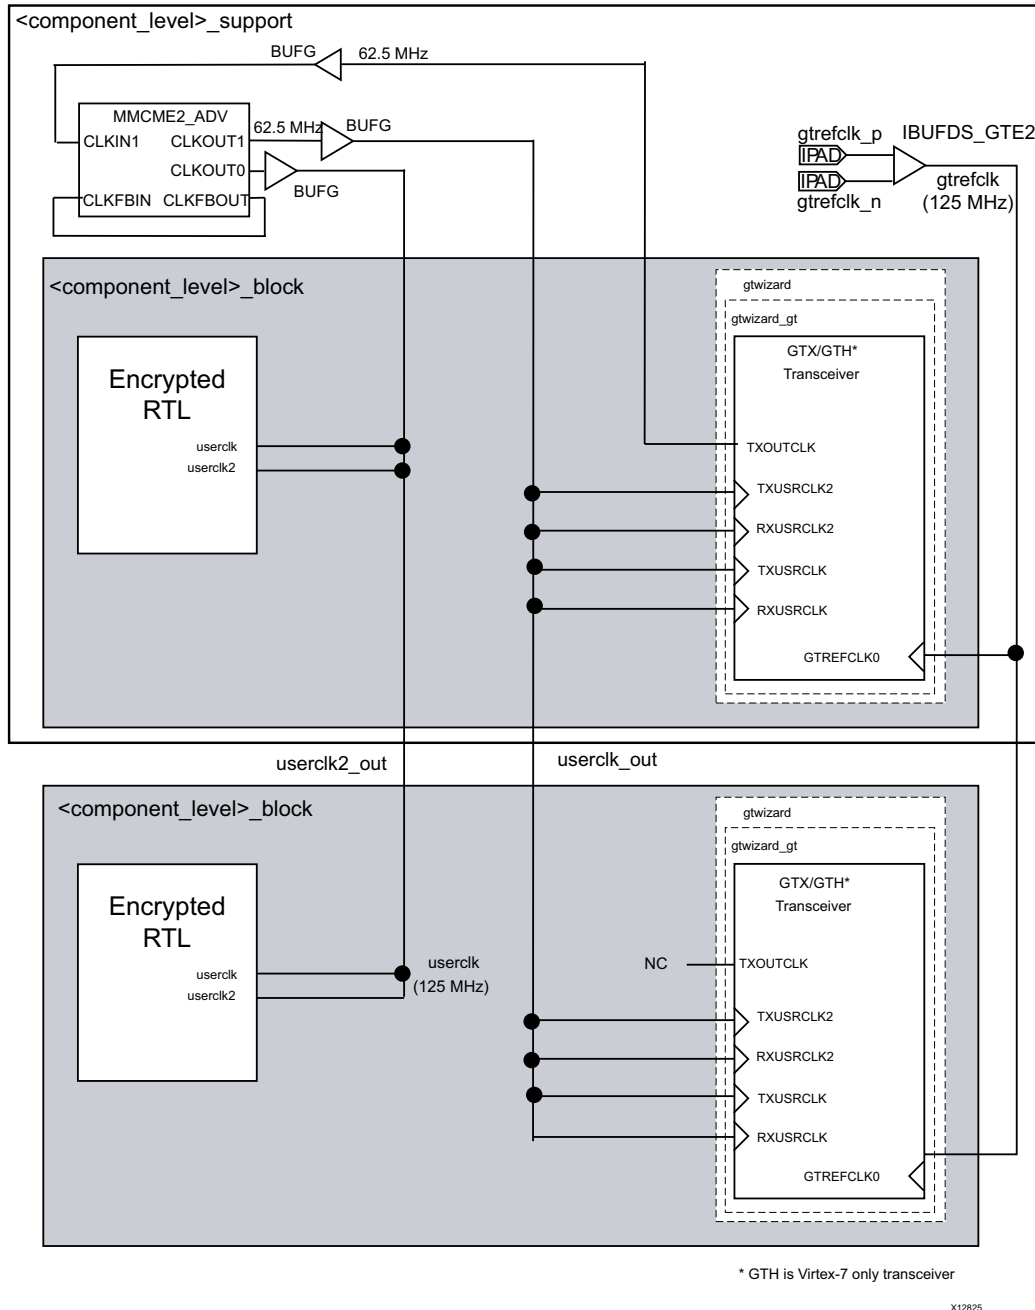 <component_level>_support
BUFG
62.5 MHz
MMCME2_ADV
CLKIN1
CLKOUT1
62.5 MHz
BUFG
CLKOUT0
BUFG
CLKFBIN
CLKFBOUT
gtrefclk_p
IBUFDS_GTE2
IPAD
IPAD
gtrefclk
gtrefclk_n
(125 MHz)
<component_level>_block
gtwizard
gtwizard_gt
GTX/GTH*
Transceiver
Encrypted
RTL
userclk
userclk2
TXOUTCLK
TXUSRCLK2
RXUSRCLK2
TXUSRCLK
RXUSRCLK
GTREFCLK0
userclk2_out
userclk_out
<component_level>_block
gtwizard
gtwizard_gt
GTX/GTH*
Transceiver
Encrypted
RTL
userclk
userclk2
userclk
(125 MHz)
NC
TXOUTCLK
TXUSRCLK2
RXUSRCLK2
TXUSRCLK
RXUSRCLK
GTREFCLK0
* GTH is Virtex-7 only transceiver
X12825